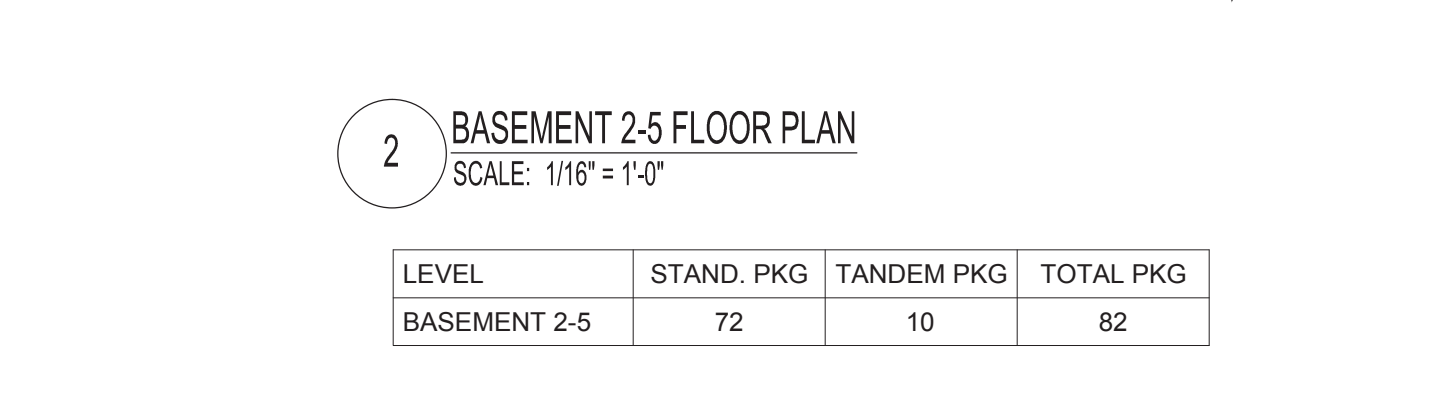 2
BASEMENT 2-5 FLOOR PLAN
SCALE: 1/16" = 1'-0"
LEVEL STAND. PKG TANDEM PKG TOTAL PKG
BASEMENT 2-5 72 10 82